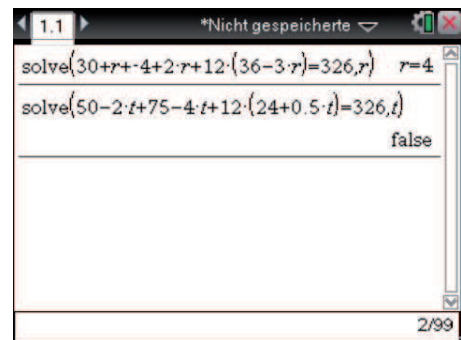 1.1 *Nicht gespeicherte
solve(30+r+-4+2·r+12·(36−3·r)=326,r) r=4
solve(50−2·t+75−4·t+12·(24+0.5·t)=326,t)
false
2/99